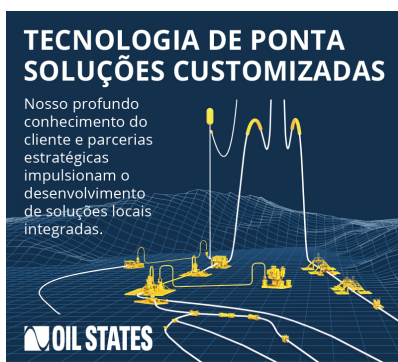 TECNOLOGIA DE PONTA
SOLUÇÕES CUSTOMIZADAS
Nosso profundo
conhecimento do
cliente e parcerias
estratégicas
impulsionam o
desenvolvimento
de soluções locais
integradas.
OIL STATES